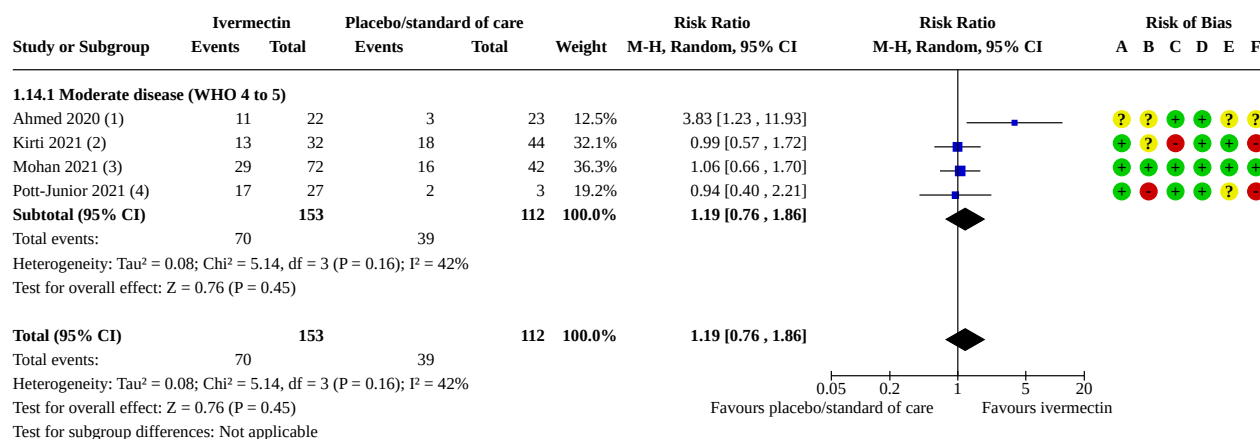 Ivermectin Placebo/standard of care Risk Ratio Risk Ratio Risk of Bias
Study or Subgroup Events Total Events Total Weight M-H, Random, 95% CI M-H, Random, 95% CI A B C D E F
1.14.1 Moderate disease (WHO 4 to 5)
Ahmed 2020 (1) 11 22 3 23 12.5% 3.83 [1.23 , 11.93] ? ? + + ? ?
Kirti 2021 (2) 13 32 18 44 32.1% 0.99 [0.57 , 1.72] + ? - + + -
Mohan 2021 (3) 29 72 16 42 36.3% 1.06 [0.66 , 1.70] + + + + + +
Pott-Junior 2021 (4) 17 27 2 3 19.2% 0.94 [0.40 , 2.21] + - + + ? -
Subtotal (95% CI) 153 112 100.0% 1.19 [0.76 , 1.86]
Total events: 70 39
Heterogeneity: Tau² = 0.08; Chi² = 5.14, df = 3 (P = 0.16); I² = 42%
Test for overall effect: Z = 0.76 (P = 0.45)
Total (95% CI) 153 112 100.0% 1.19 [0.76 , 1.86]
Total events: 70 39
Heterogeneity: Tau² = 0.08; Chi² = 5.14, df = 3 (P = 0.16); I² = 42%
0.05 0.2 1 5 20
Test for overall effect: Z = 0.76 (P = 0.45) Favours placebo/standard of care Favours ivermectin
Test for subgroup differences: Not applicable